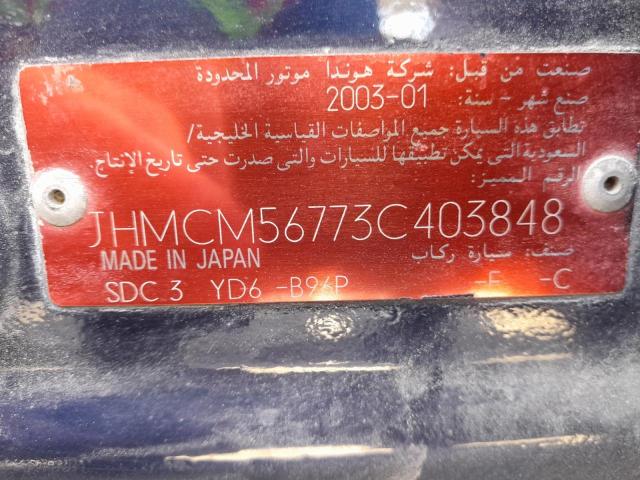 صنعت من قبل: شركة هوندا موتور المحدودة
صنع شهر - سنة: 01-2003
تطابق هذه السيارة جميع المواصفات القياسية الخليجية/
السعودية التى يمكن تطبيقها للسيارات والتى صدرت حتى تاريخ الإنتاج.
الرقم المميز:
JHMCM56773C403848
صنف: سيارة ركاب
MADE IN JAPAN
SDC 3 YD6 -B96P -E -C